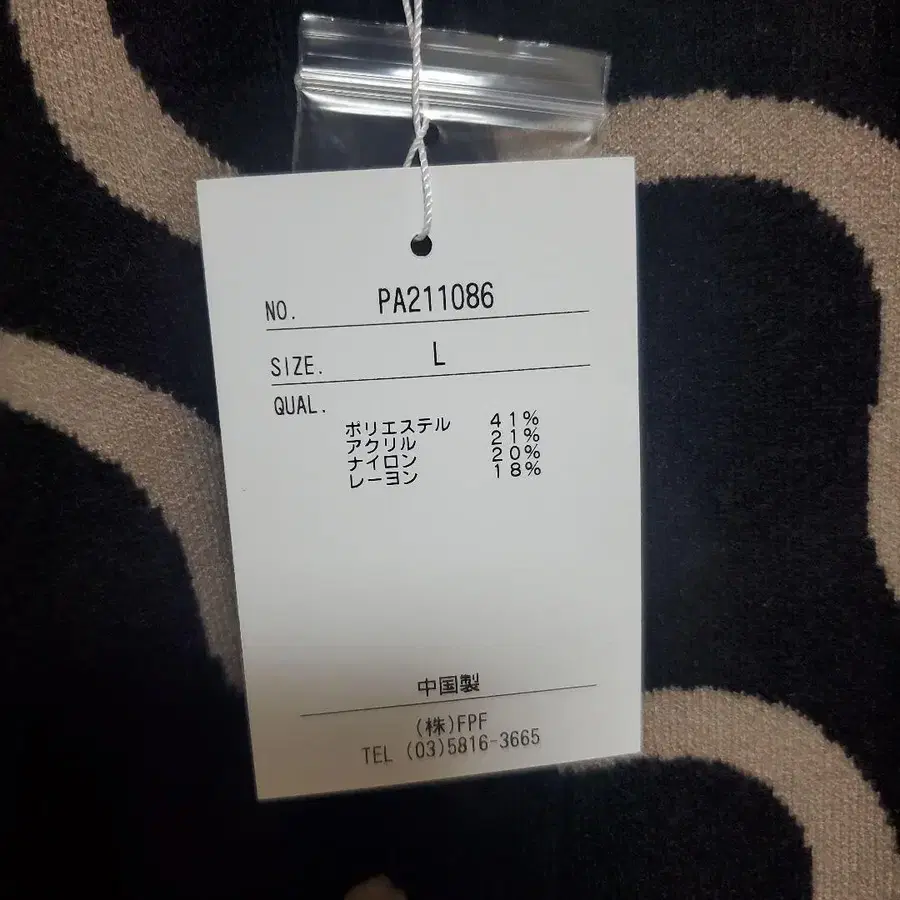 NO. PA211086
SIZE. L
QUAL.
ポリエステル 41%
アクリル 21%
ナイロン 20%
レーヨン 18%
中国製
(株)FPF
TEL (03)5816-3665